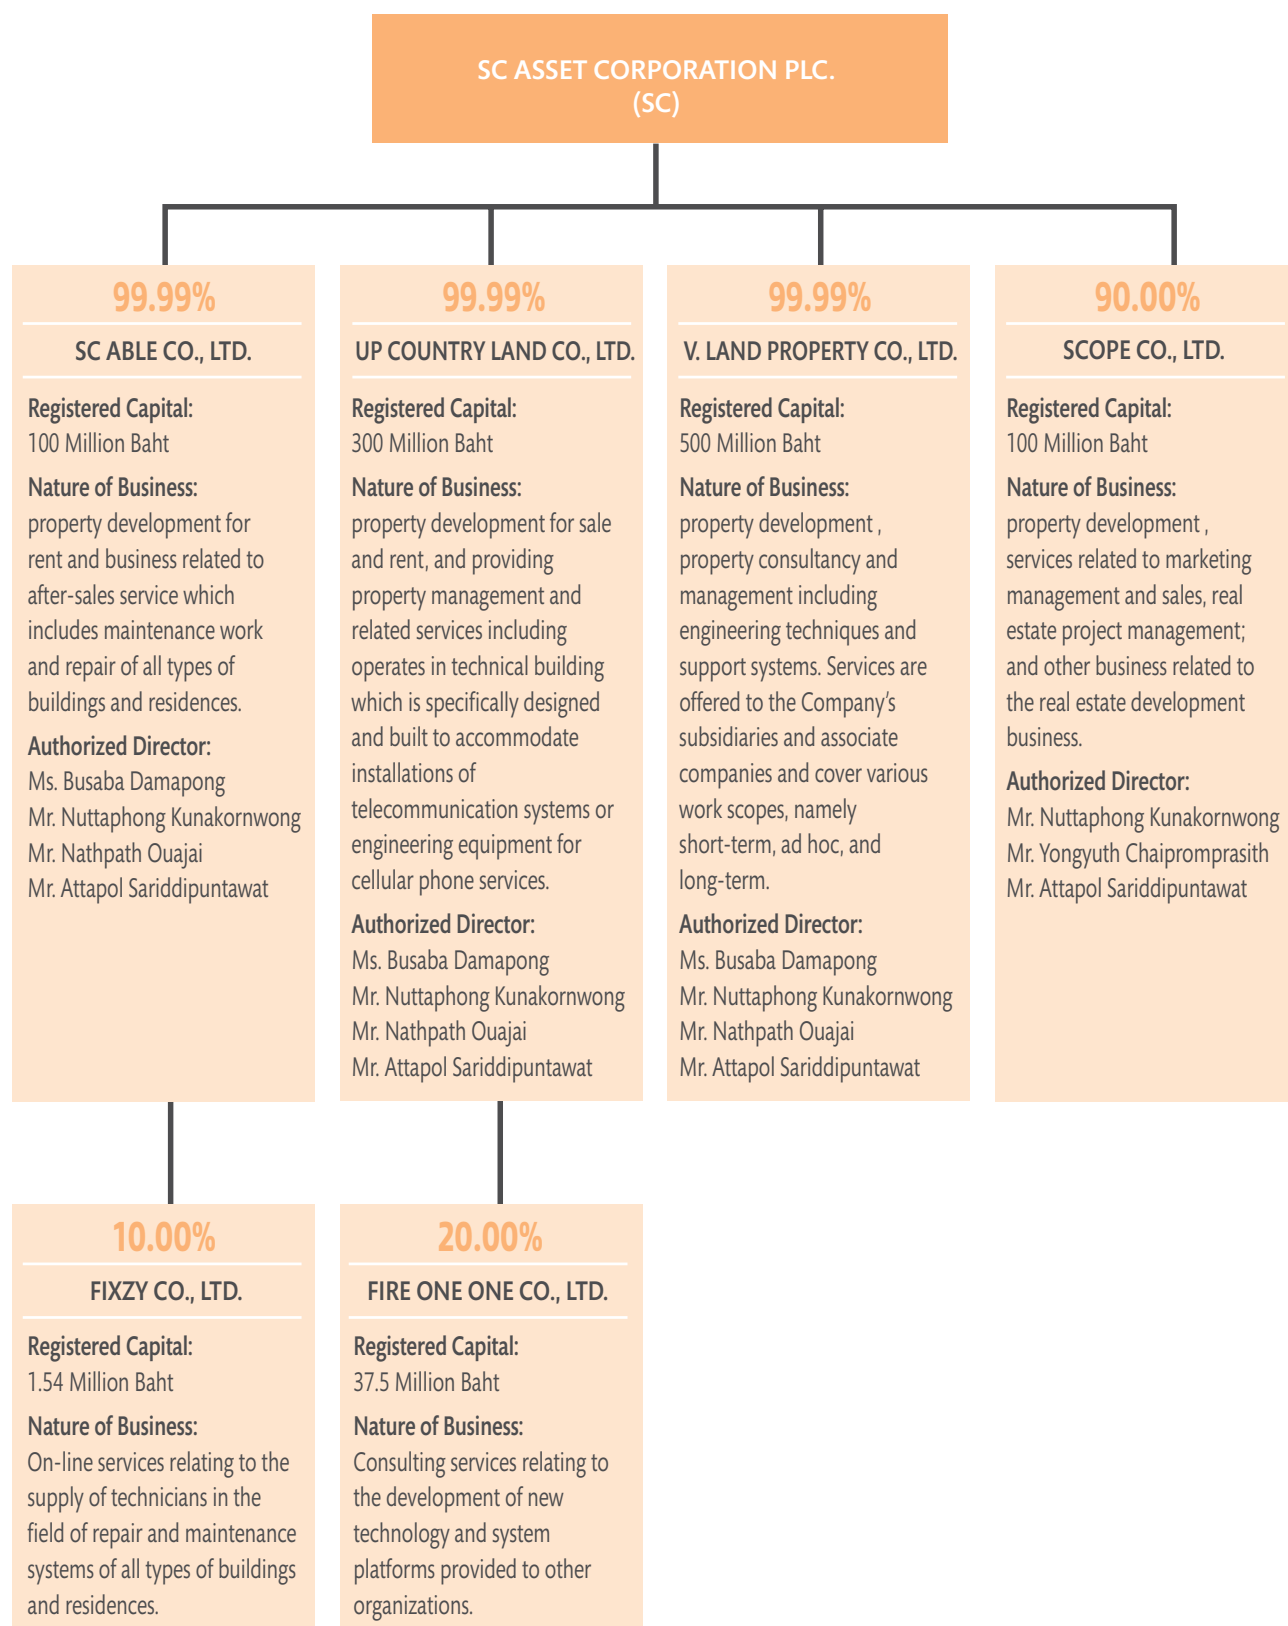 SC ASSET CORPORATION PLC.
(SC)
99.99%
SC ABLE CO., LTD.
Registered Capital:
100 Million Baht
Nature of Business:
property development for
rent and business related to
after-sales service which
includes maintenance work
and repair of all types of
buildings and residences.
Authorized Director:
Ms. Busaba Damapong
Mr. Nuttaphong Kunakornwong
Mr. Nathpath Ouajai
Mr. Attapol Sariddipuntawat
99.99%
UP COUNTRY LAND CO., LTD.
Registered Capital:
300 Million Baht
Nature of Business:
property development for sale
and rent, and providing
property management and
related services including
operates in technical building
which is specifically designed
and built to accommodate
installations of
telecommunication systems or
engineering equipment for
cellular phone services.
Authorized Director:
Ms. Busaba Damapong
Mr. Nuttaphong Kunakornwong
Mr. Nathpath Ouajai
Mr. Attapol Sariddipuntawat
99.99%
V. LAND PROPERTY CO., LTD.
Registered Capital:
500 Million Baht
Nature of Business:
property development ,
property consultancy and
management including
engineering techniques and
support systems. Services are
offered to the Company's
subsidiaries and associate
companies and cover various
work scopes, namely
short-term, ad hoc, and
long-term.
Authorized Director:
Ms. Busaba Damapong
Mr. Nuttaphong Kunakornwong
Mr. Nathpath Ouajai
Mr. Attapol Sariddipuntawat
90.00%
SCOPE CO., LTD.
Registered Capital:
100 Million Baht
Nature of Business:
property development ,
services related to marketing
management and sales, real
estate project management;
and other business related to
the real estate development
business.
Authorized Director:
Mr. Nuttaphong Kunakornwong
Mr. Yongyuth Chaipromprasith
Mr. Attapol Sariddipuntawat
10.00%
FIXZY CO., LTD.
Registered Capital:
1.54 Million Baht
Nature of Business:
On-line services relating to the
supply of technicians in the
field of repair and maintenance
systems of all types of buildings
and residences.
20.00%
FIRE ONE ONE CO., LTD.
Registered Capital:
37.5 Million Baht
Nature of Business:
Consulting services relating to
the development of new
technology and system
platforms provided to other
organizations.